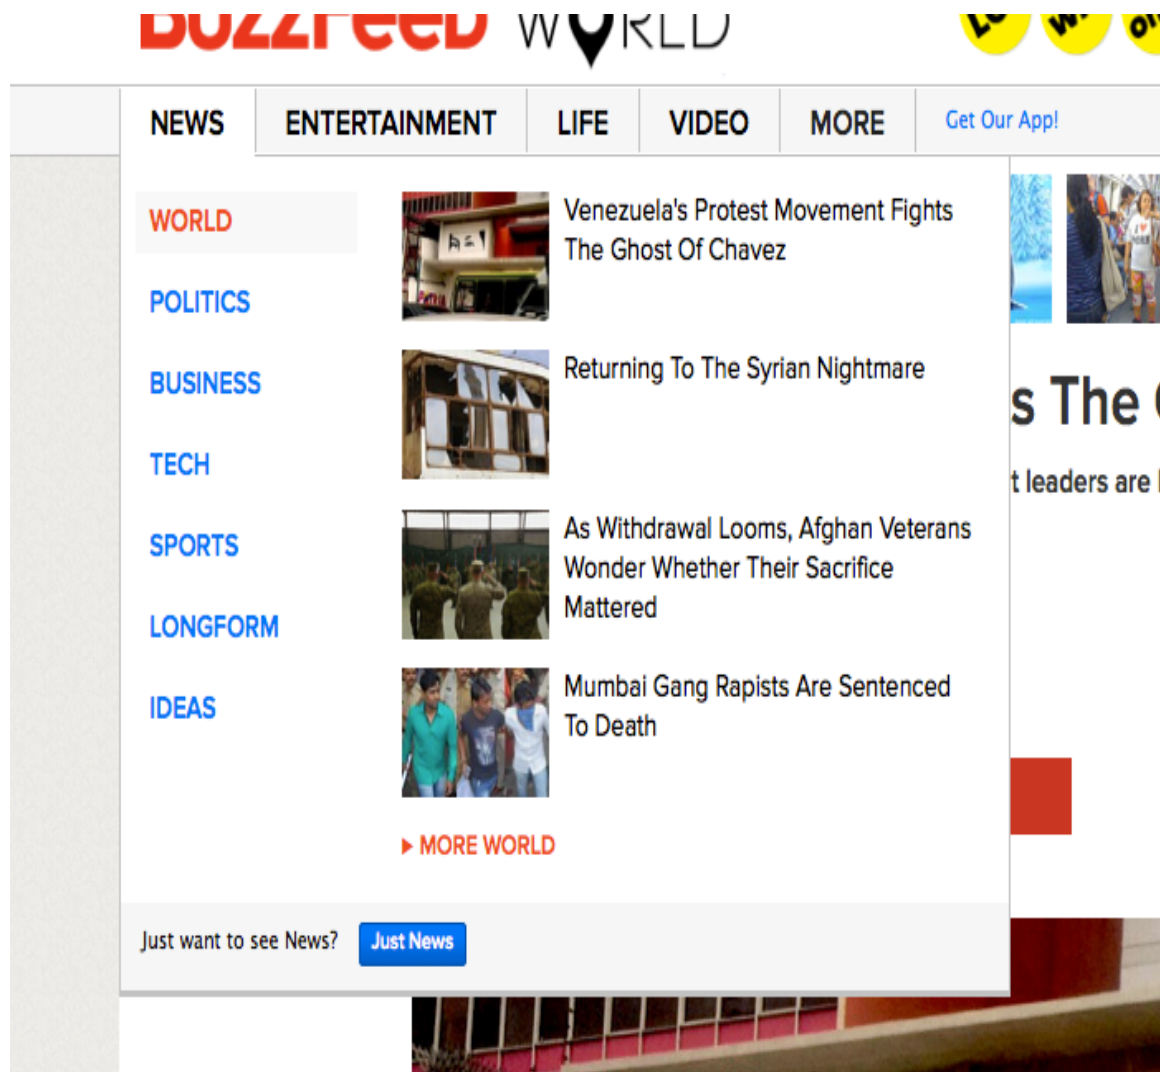 BUZZFEED WORLD
NEWS
ENTERTAINMENT
LIFE
VIDEO
MORE
Get Our App!
WORLD
POLITICS
BUSINESS
TECH
SPORTS
LONGFORM
IDEAS
Venezuela's Protest Movement Fights
The Ghost Of Chavez
Returning To The Syrian Nightmare
As Withdrawal Looms, Afghan Veterans
Wonder Whether Their Sacrifice
Mattered
Mumbai Gang Rapists Are Sentenced
To Death
▸ MORE WORLD
Just want to see News?
Just News
s The
t leaders are